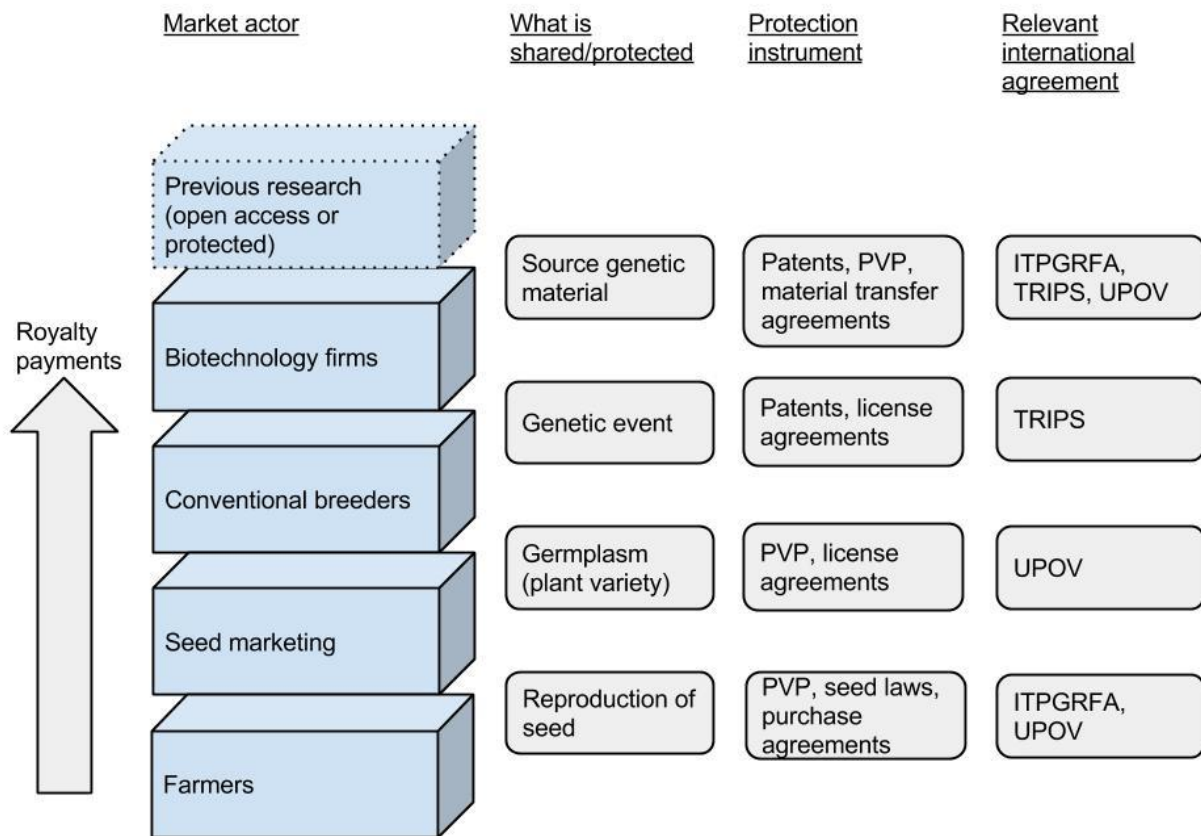 Market actor
What is
shared/protected
Protection
instrument
Relevant
international
agreement
Previous research
(open access or
protected)
Source genetic
material
Patents, PVP,
material transfer
agreements
ITPGRFA,
TRIPS, UPOV
Royalty
payments
Biotechnology firms
Genetic event
Patents, license
agreements
TRIPS
Conventional breeders
Germplasm
(plant variety)
PVP, license
agreements
UPOV
Seed marketing
Reproduction of
seed
PVP, seed laws,
purchase
agreements
ITPGRFA,
UPOV
Farmers